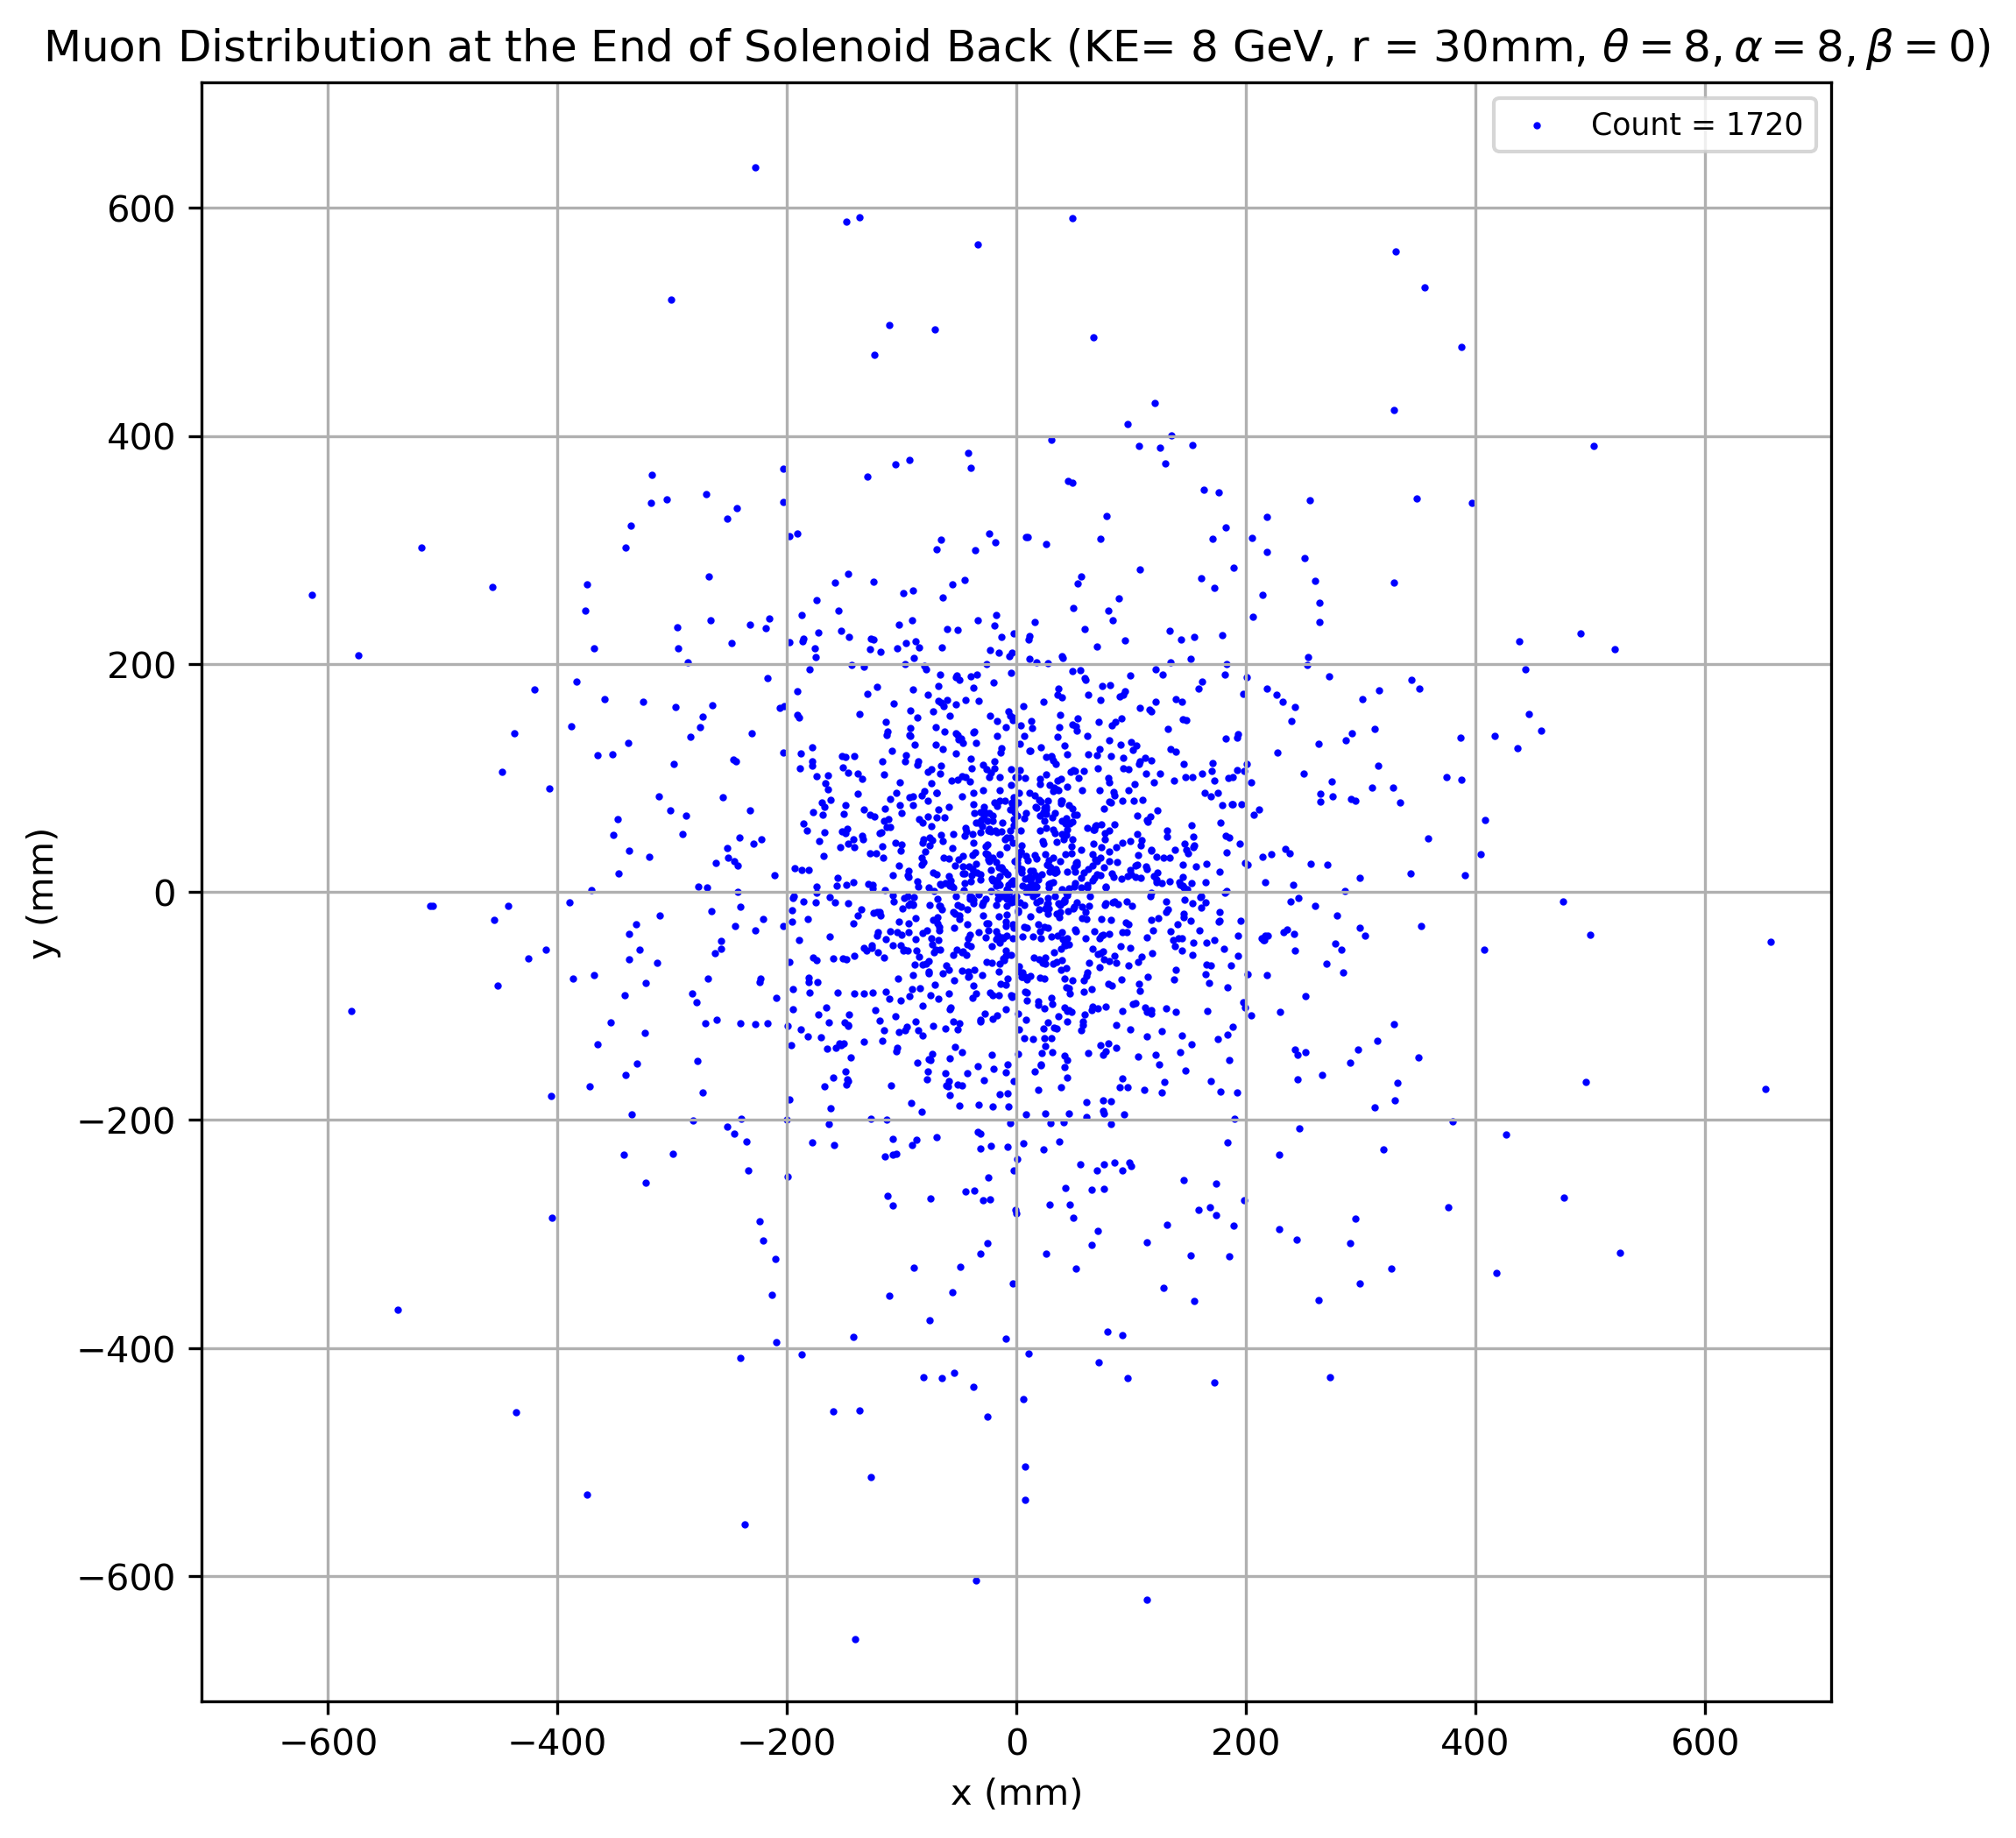 Muon Distribution at the End of Solenoid Back (KE= 8 GeV, r = 30mm, θ = 8, α = 8, β = 0)
Count = 1720
600
400
200
0
−200
−400
−600
y (mm)
−600 −400 −200 0 200 400 600
x (mm)